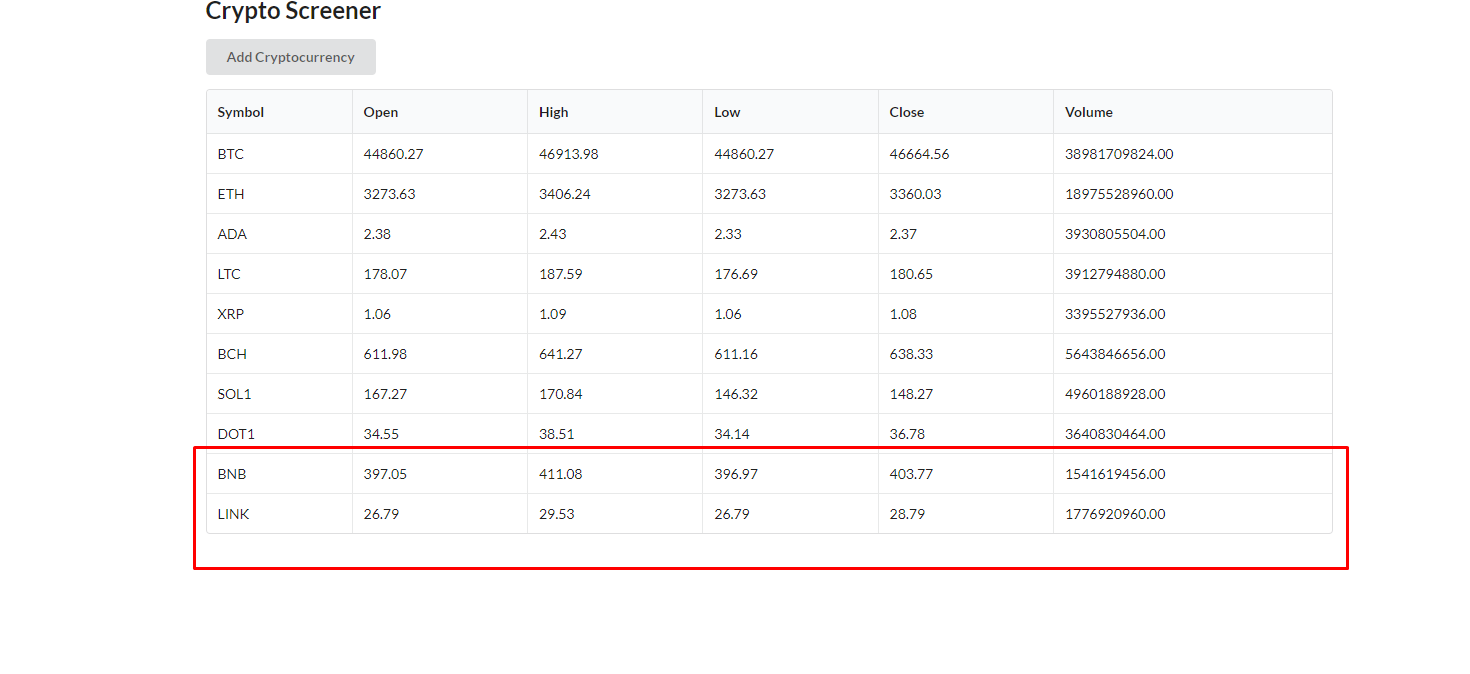 Crypto Screener
Add Cryptocurrency
Symbol Open High Low Close Volume
BTC 44860.27 46913.98 44860.27 46664.56 38981709824.00
ETH 3273.63 3406.24 3273.63 3360.03 18975528960.00
ADA 2.38 2.43 2.33 2.37 3930805504.00
LTC 178.07 187.59 176.69 180.65 3912794880.00
XRP 1.06 1.09 1.06 1.08 3395527936.00
BCH 611.98 641.27 611.16 638.33 5643846656.00
SOL1 167.27 170.84 146.32 148.27 4960188928.00
DOT1 34.55 38.51 34.14 36.78 3640830464.00
BNB 397.05 411.08 396.97 403.77 1541619456.00
LINK 26.79 29.53 26.79 28.79 1776920960.00